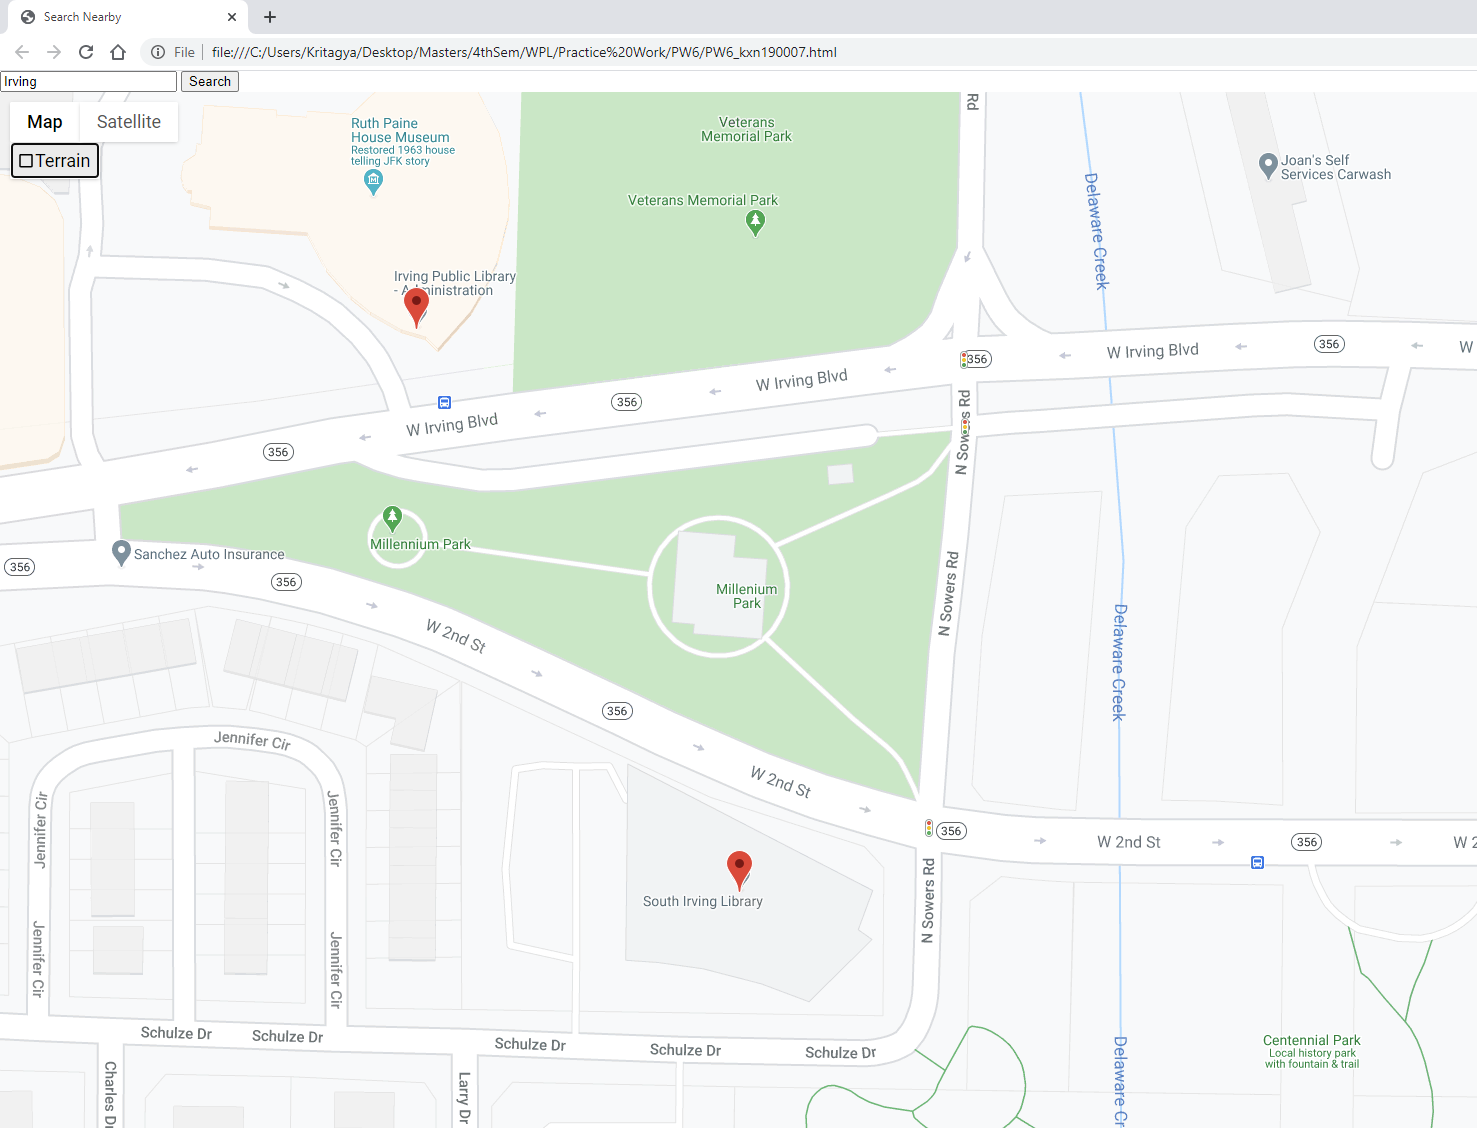 Search Nearby
File
file:///C:/Users/Kritagya/Desktop/Masters/4thSem/WPL/Practice%20Work/PW6/PW6_kxn190007.html
Irving
Search
Map
Satellite
Terrain
Ruth Paine
House Museum
Restored 1963 house
telling JFK story
Veterans
Memorial Park
Veterans Memorial Park
Rd
Delaware Creek
Joan's Self
Services Carwash
Irving Public Library
- Administration
W Irving Blvd
356
W
356
W Irving Blvd
356
W Irving Blvd
356
N Sowers Rd
Millennium Park
Sanchez Auto Insurance
356
356
Millenium
Park
N Sowers Rd
W 2nd St
Delaware Creek
356
Jennifer Cir
W 2nd St
Jennifer Cir
Jennifer Cir
356
W 2nd St
356
W 2
South Irving Library
N Sowers Rd
Jennifer Cir
Jennifer Cir
Schulze Dr
Schulze Dr
Schulze Dr
Schulze Dr
Schulze Dr
Centennial Park
Local history park
with fountain & trail
Charles D
Larry Dr
Delaware Cr